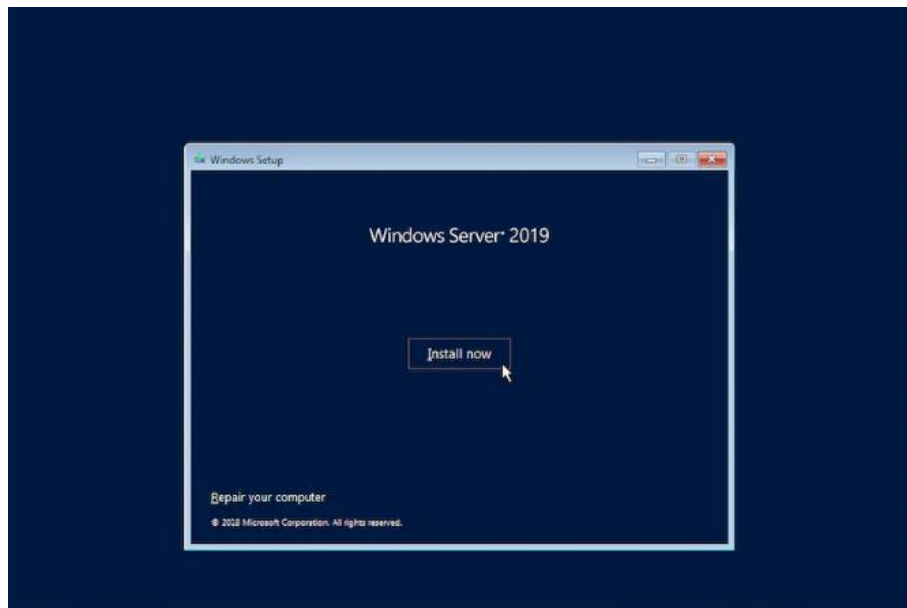 Windows Setup
Windows Server® 2019
Install now
Repair your computer
© 2018 Microsoft Corporation. All rights reserved.